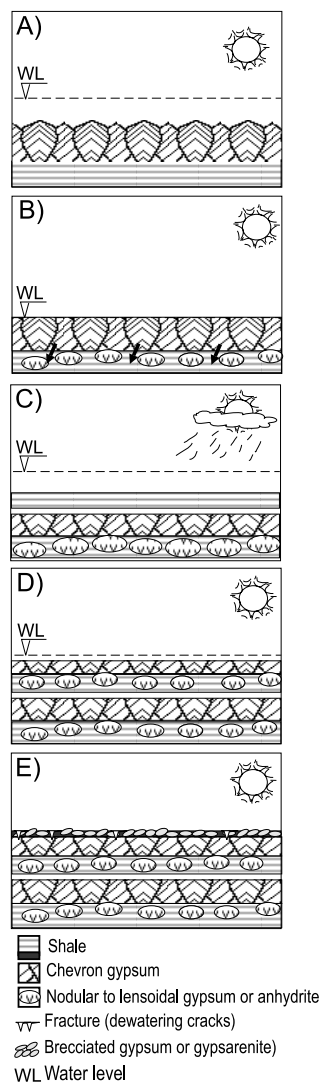 A)
WL
B)
WL
C)
WL
D)
WL
E)
Shale
Chevron gypsum
Nodular to lensoidal gypsum or anhydrite
Fracture (dewatering cracks)
Brecciated gypsum or gypsarenite)
WL Water level